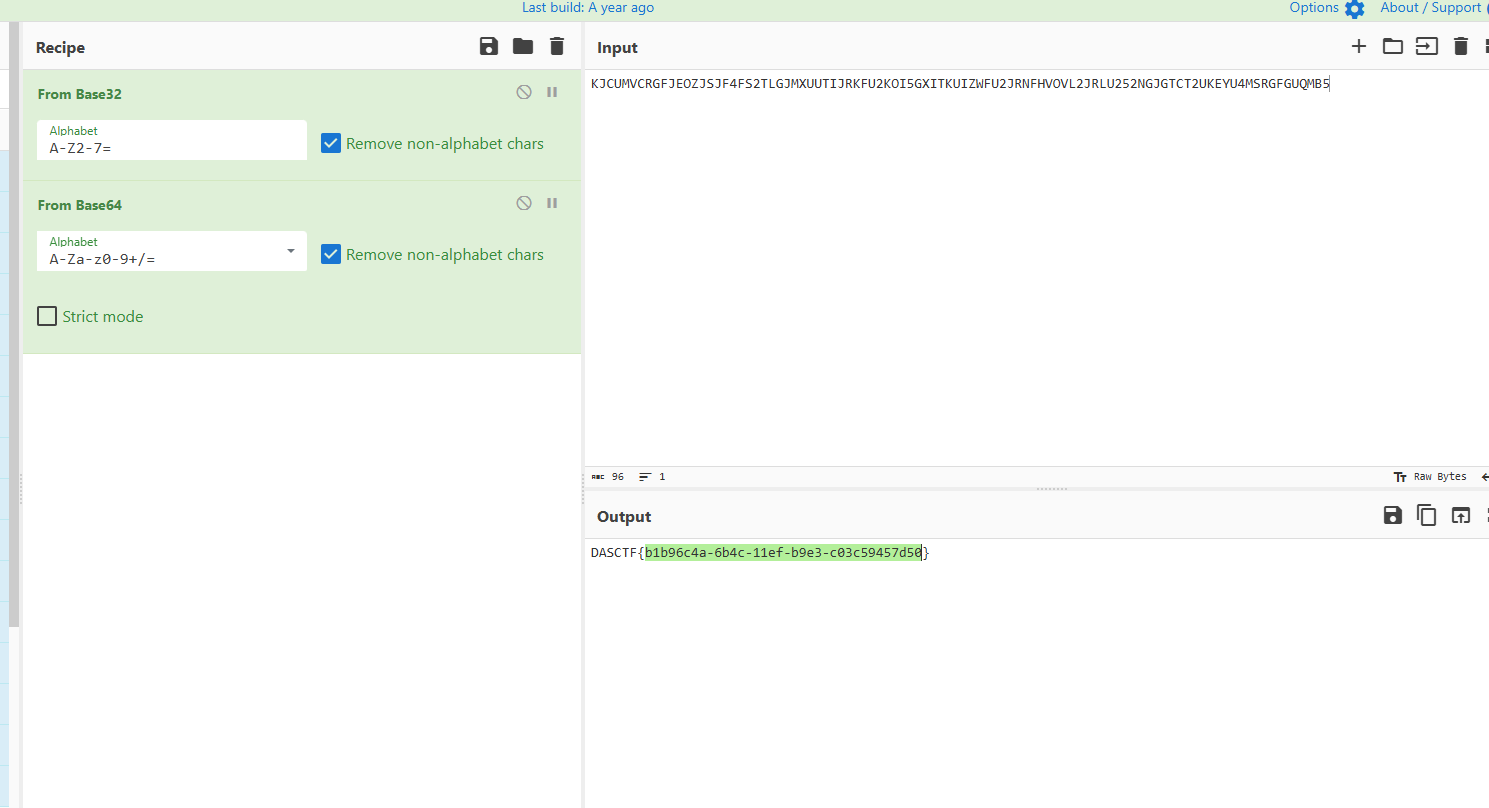 Last build: A year ago
Options
About / Support
Recipe
From Base32
Alphabet
A-Z2-7=
Remove non-alphabet chars
From Base64
Alphabet
A-Za-z0-9+/=
Remove non-alphabet chars
Strict mode
Input
KJCUMVCRGFJEOZJSJF4FS2TLGJMXUUTIJRKFU2KOI5GXITKUIZWFU2JRNFHVOVL2JRLU252NGJGTCT2UKEYU4MSRGFGUQMB5
ABC 96 1
Raw Bytes
Output
DASCTF{b1b96c4a-6b4c-11ef-b9e3-c03c59457d50}